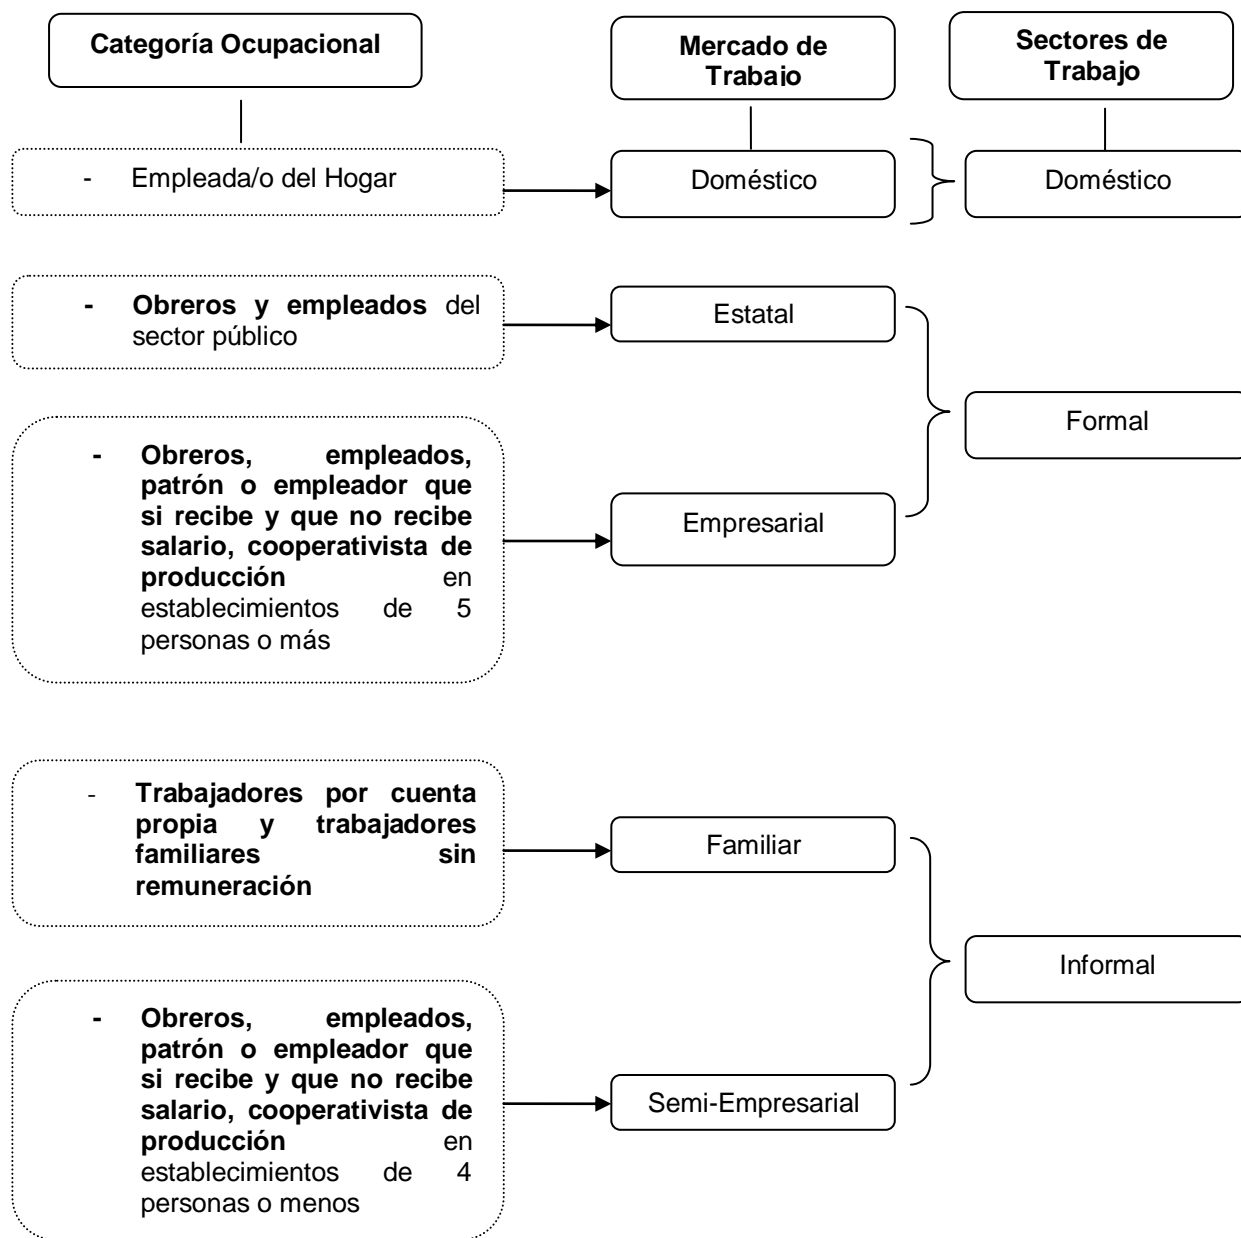 Categoría Ocupacional
Mercado de
Trabajo
Sectores de
Trabajo
- Empleada/o del Hogar
Doméstico
Doméstico
- Obreros y empleados del
sector público
Estatal
Formal
- Obreros, empleados,
patrón o empleador que
si recibe y que no recibe
salario, cooperativista de
producción en
establecimientos de 5
personas o más
Empresarial
- Trabajadores por cuenta
propia y trabajadores
familiares sin
remuneración
Familiar
Informal
- Obreros, empleados,
patrón o empleador que
si recibe y que no recibe
salario, cooperativista de
producción en
establecimientos de 4
personas o menos
Semi-Empresarial